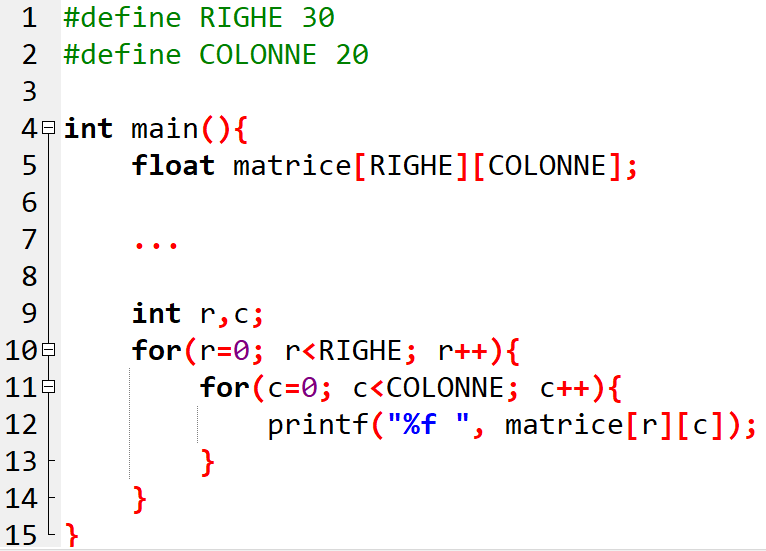 1 #define RIGHE 30
2 #define COLONNE 20
3
4 int main(){
5     float matrice[RIGHE][COLONNE];
6
7     ...
8
9     int r,c;
10     for(r=0; r<RIGHE; r++){
11         for(c=0; c<COLONNE; c++){
12             printf("%f ", matrice[r][c]);
13         }
14     }
15 }